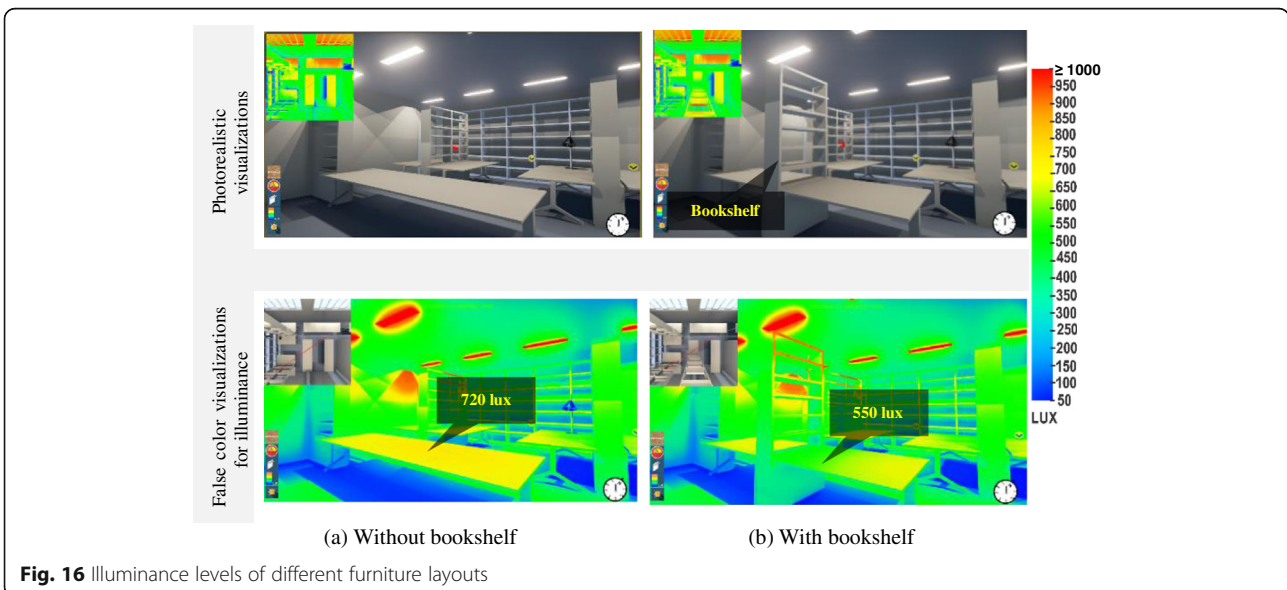 Photorealistic
visualizations
Bookshelf
≥ 1000
950
900
850
800
750
700
650
600
550
500
450
400
350
300
250
200
150
100
50
LUX
False color visualizations
for illuminance
720 lux
550 lux
(a) Without bookshelf
(b) With bookshelf
Fig. 16 Illuminance levels of different furniture layouts